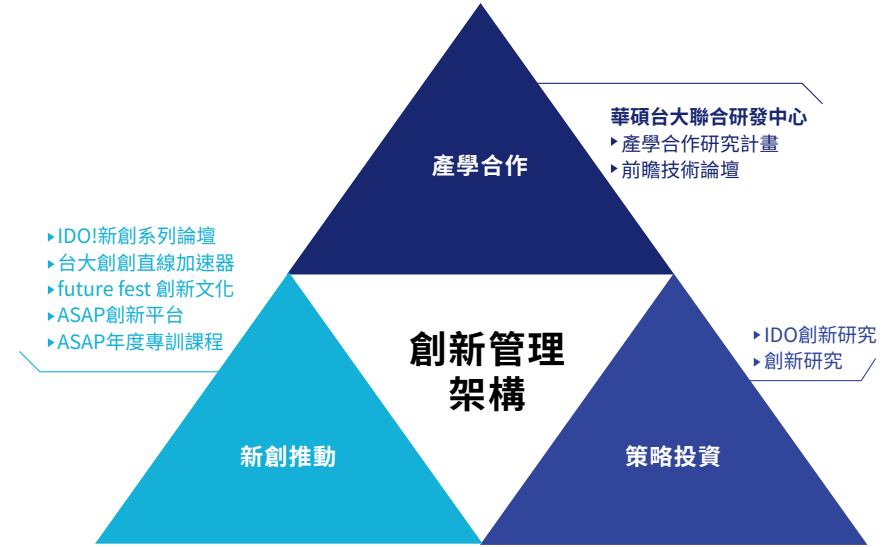 產學合作
華碩台大聯合研發中心
▸產學合作研究計畫
▸前瞻技術論壇
▸IDO!新創系列論壇
▸台大創創直線加速器
▸future fest 創新文化
▸ASAP創新平台
▸ASAP年度專訓課程
創新管理
架構
▸IDO創新研究
▸創新研究
新創推動
策略投資